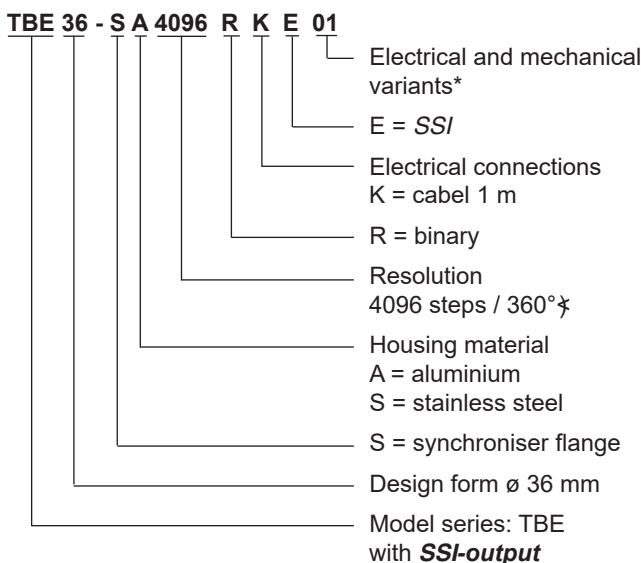 TBE 36 - S A 4096 R K E 01
Electrical and mechanical
variants*
E = SSI
Electrical connections
K = cabel 1 m
R = binary
Resolution
4096 steps / 360°∢
Housing material
A = aluminium
S = stainless steel
S = synchroniser flange
Design form ø 36 mm
Model series: TBE
with SSI-output